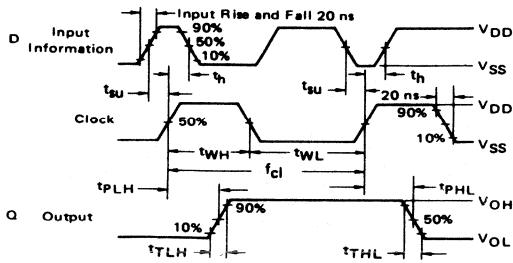 Input Rise and Fall 20 ns
D Input Information
90%
50%
10%
VDD
VSS
tsu
th
tsu
th
20 ns
Clock
50%
90%
10%
VDD
VSS
tWH
tWL
fcl
tPLH
tPHL
Q Output
90%
10%
50%
VOH
VOL
tTLH
tTHL